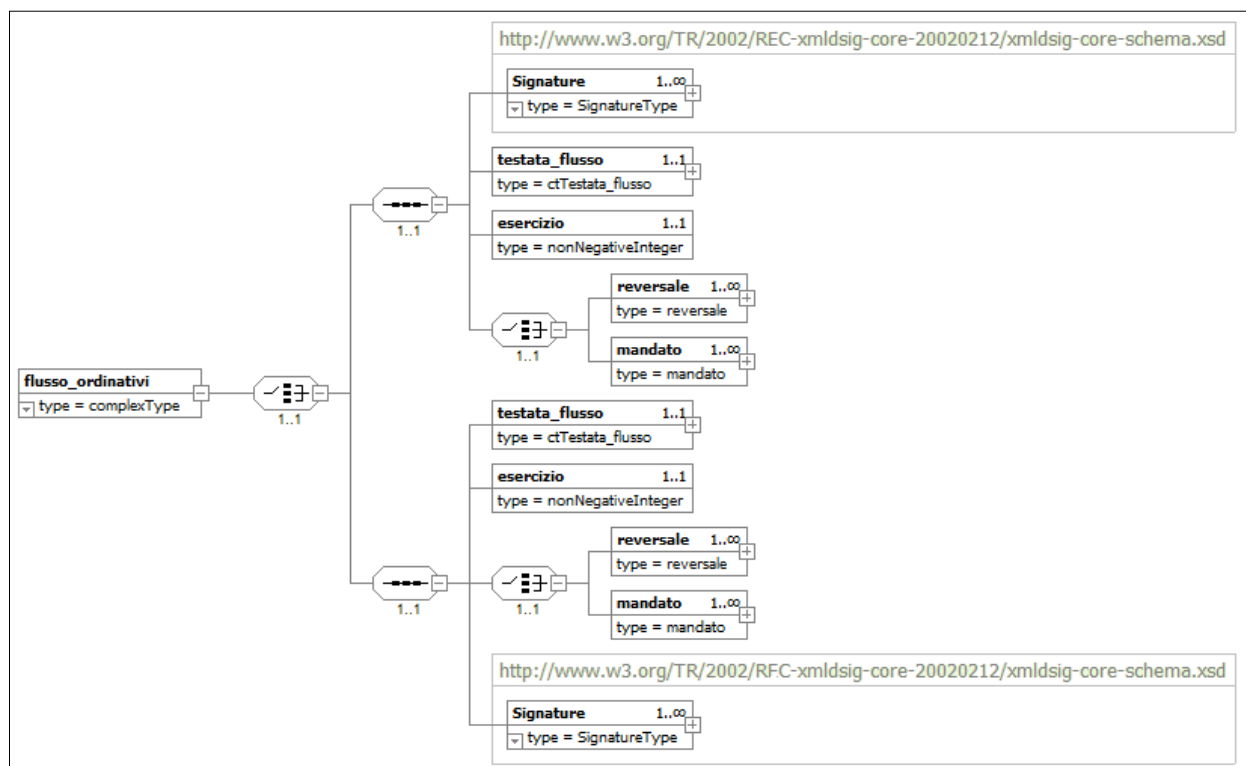 http://www.w3.org/TR/2002/REC-xmldsig-core-20020212/xmldsig-core-schema.xsd
Signature 1..∞
type = SignatureType
testata_flusso 1..1
type = ctTestata_flusso
1..1
esercizio 1..1
type = nonNegativeInteger
reversale 1..∞
type = reversale
1..1
mandato 1..∞
type = mandato
flusso_ordinativi
type = complexType
1..1
testata_flusso 1..1
type = ctTestata_flusso
esercizio 1..1
type = nonNegativeInteger
reversale 1..∞
type = reversale
1..1
1..1
mandato 1..∞
type = mandato
http://www.w3.org/TR/2002/RFC-xmldsig-core-20020212/xmldsig-core-schema.xsd
Signature 1..∞
type = SignatureType